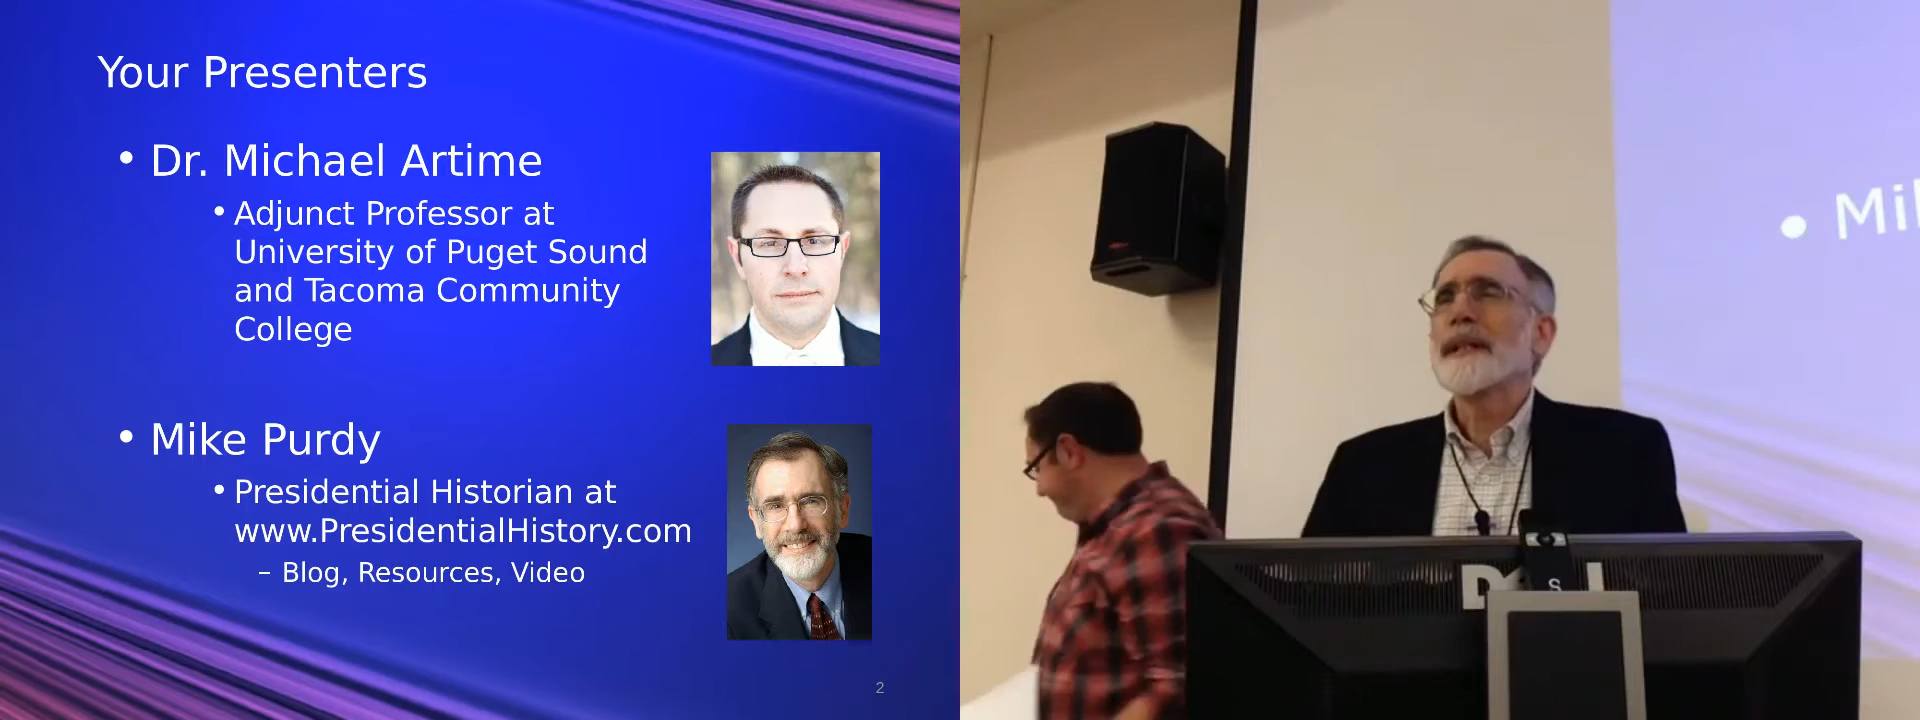 Your Presenters
• Dr. Michael Artime
• Adjunct Professor at
University of Puget Sound
and Tacoma Community
College
• Mike Purdy
• Presidential Historian at
www.PresidentialHistory.com
– Blog, Resources, Video
2
• Mi
S